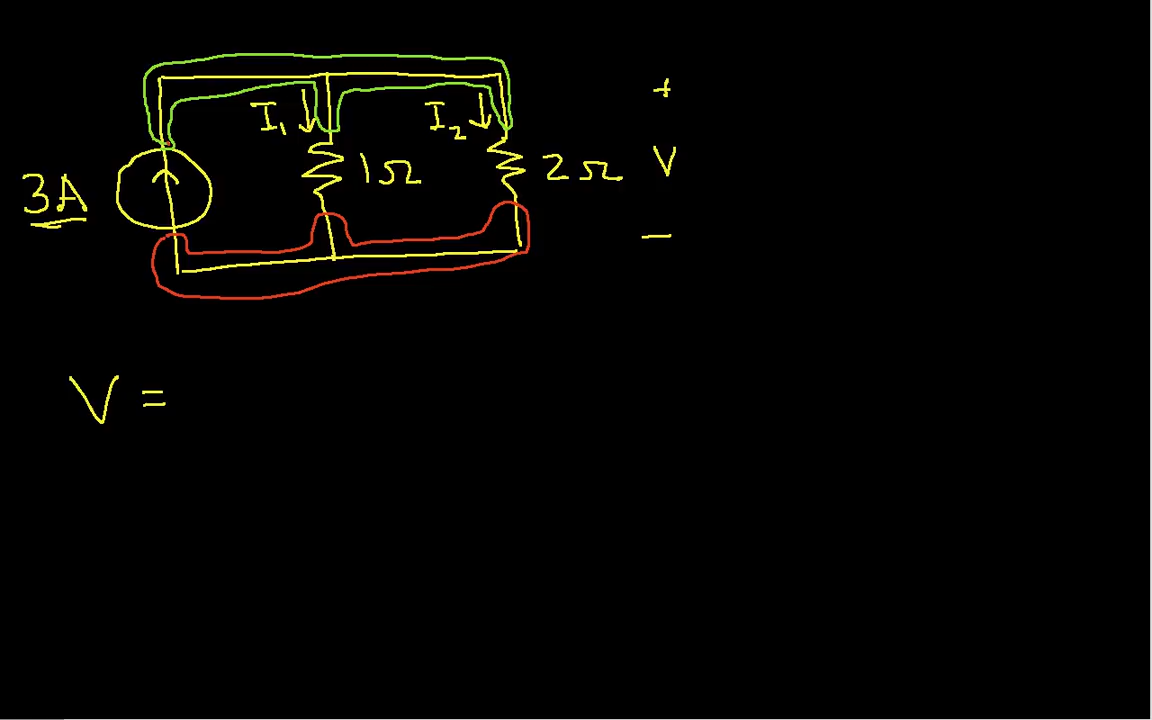 I₁ ↓
I₂ ↓
+
3A
1Ω
2Ω
V
−
V =